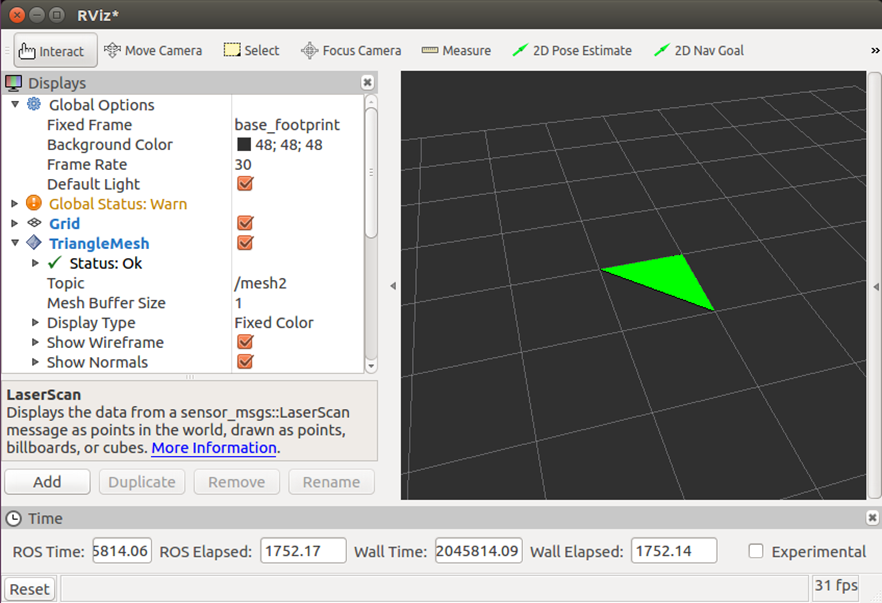 RViz*
Interact Move Camera Select Focus Camera Measure 2D Pose Estimate 2D Nav Goal »
Displays
Global Options
Fixed Frame base_footprint
Background Color 48; 48; 48
Frame Rate 30
Default Light
Global Status: Warn
Grid
TriangleMesh
Status: Ok
Topic /mesh2
Mesh Buffer Size 1
Display Type Fixed Color
Show Wireframe
Show Normals
LaserScan
Displays the data from a sensor_msgs::LaserScan
message as points in the world, drawn as points,
billboards, or cubes. More Information.
Add Duplicate Remove Rename
Time
ROS Time: 5814.06 ROS Elapsed: 1752.17 Wall Time: 2045814.09 Wall Elapsed: 1752.14 Experimental
Reset 31 fps